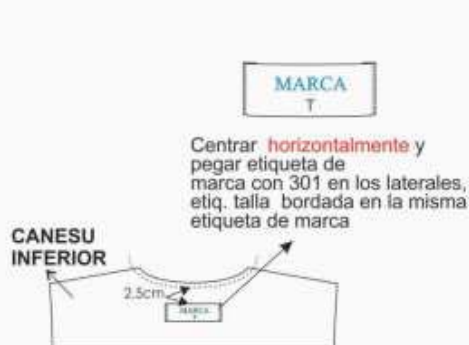 MARCA
T
Centrar horizontalmente y
pegar etiqueta de
marca con 301 en los laterales,
etiq. talla bordada en la misma
etiqueta de marca
CANESU
INFERIOR
2.5cm
MARCA
T